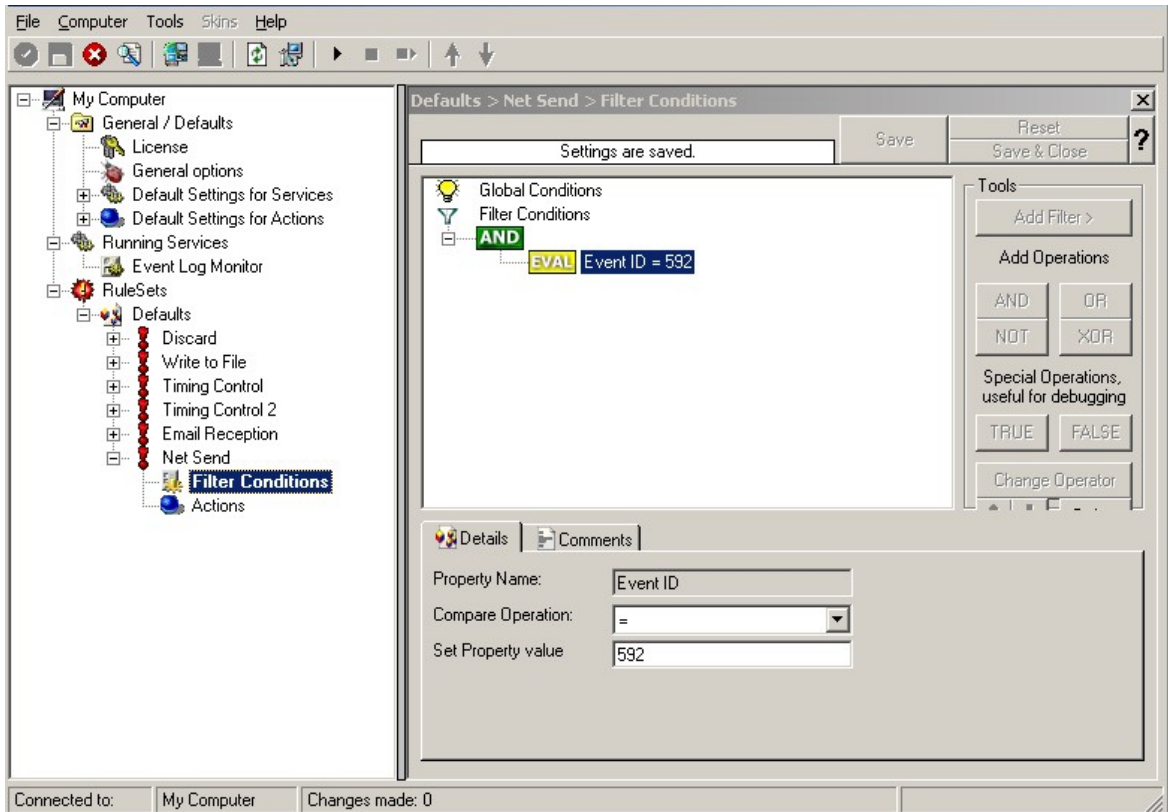 File Computer Tools Skins Help
My Computer
General / Defaults
License
General options
Default Settings for Services
Default Settings for Actions
Running Services
Event Log Monitor
RuleSets
Defaults
Discard
Write to File
Timing Control
Timing Control 2
Email Reception
Net Send
Filter Conditions
Actions
Defaults > Net Send > Filter Conditions
Settings are saved.
Save
Reset
Save & Close
?
Global Conditions
Filter Conditions
AND
EVAL Event ID = 592
Tools
Add Filter >
Add Operations
AND OR
NOT XOR
Special Operations,
useful for debugging
TRUE FALSE
Change Operator
Details Comments
Property Name: Event ID
Compare Operation: =
Set Property value 592
Connected to: My Computer Changes made: 0